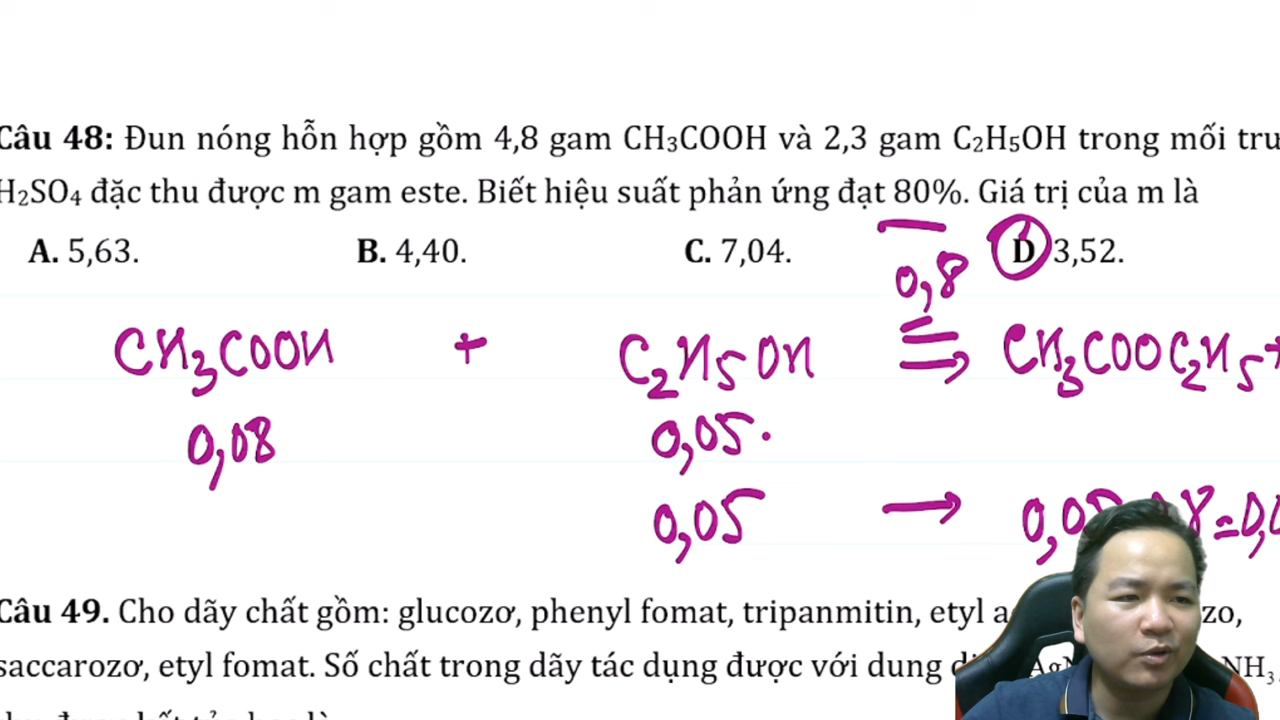 Câu 48: Đun nóng hỗn hợp gồm 4,8 gam CH₃COOH và 2,3 gam C₂H₅OH trong mối
H₂SO₄ đặc thu được m gam este. Biết hiệu suất phản ứng đạt 80%. Giá trị của m là
A. 5,63. B. 4,40. C. 7,04. D 3,52.
0,8
CH₃COOH + C₂H₅OH ⇌ CH₃COOC₂H₅ +
0,08 0,05.
0,05 →
Câu 49. Cho dãy chất gồm: glucozơ, phenyl fomat, tripanmitin, etyl
saccarozơ, etyl fomat. Số chất trong dãy tác dụng được với dung NH₃